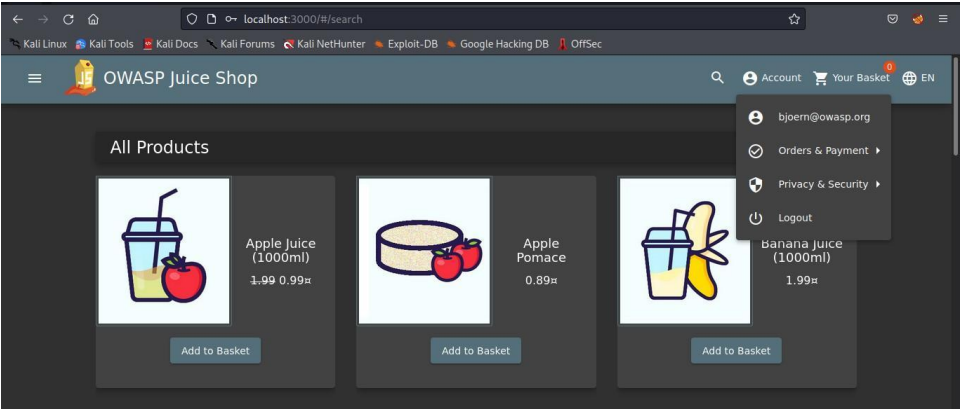 localhost:3000/#/search
Kali Linux Kali Tools Kali Docs Kali Forums Kali NetHunter Exploit-DB Google Hacking DB OffSec
JS OWASP Juice Shop Account 0 Your Basket EN
bjoern@owasp.org
Orders & Payment
Privacy & Security
Logout
All Products
Apple Juice
(1000ml)
1.99 0.99¤
Add to Basket
Apple
Pomace
0.89¤
Add to Basket
Banana Juice
(1000ml)
1.99¤
Add to Basket